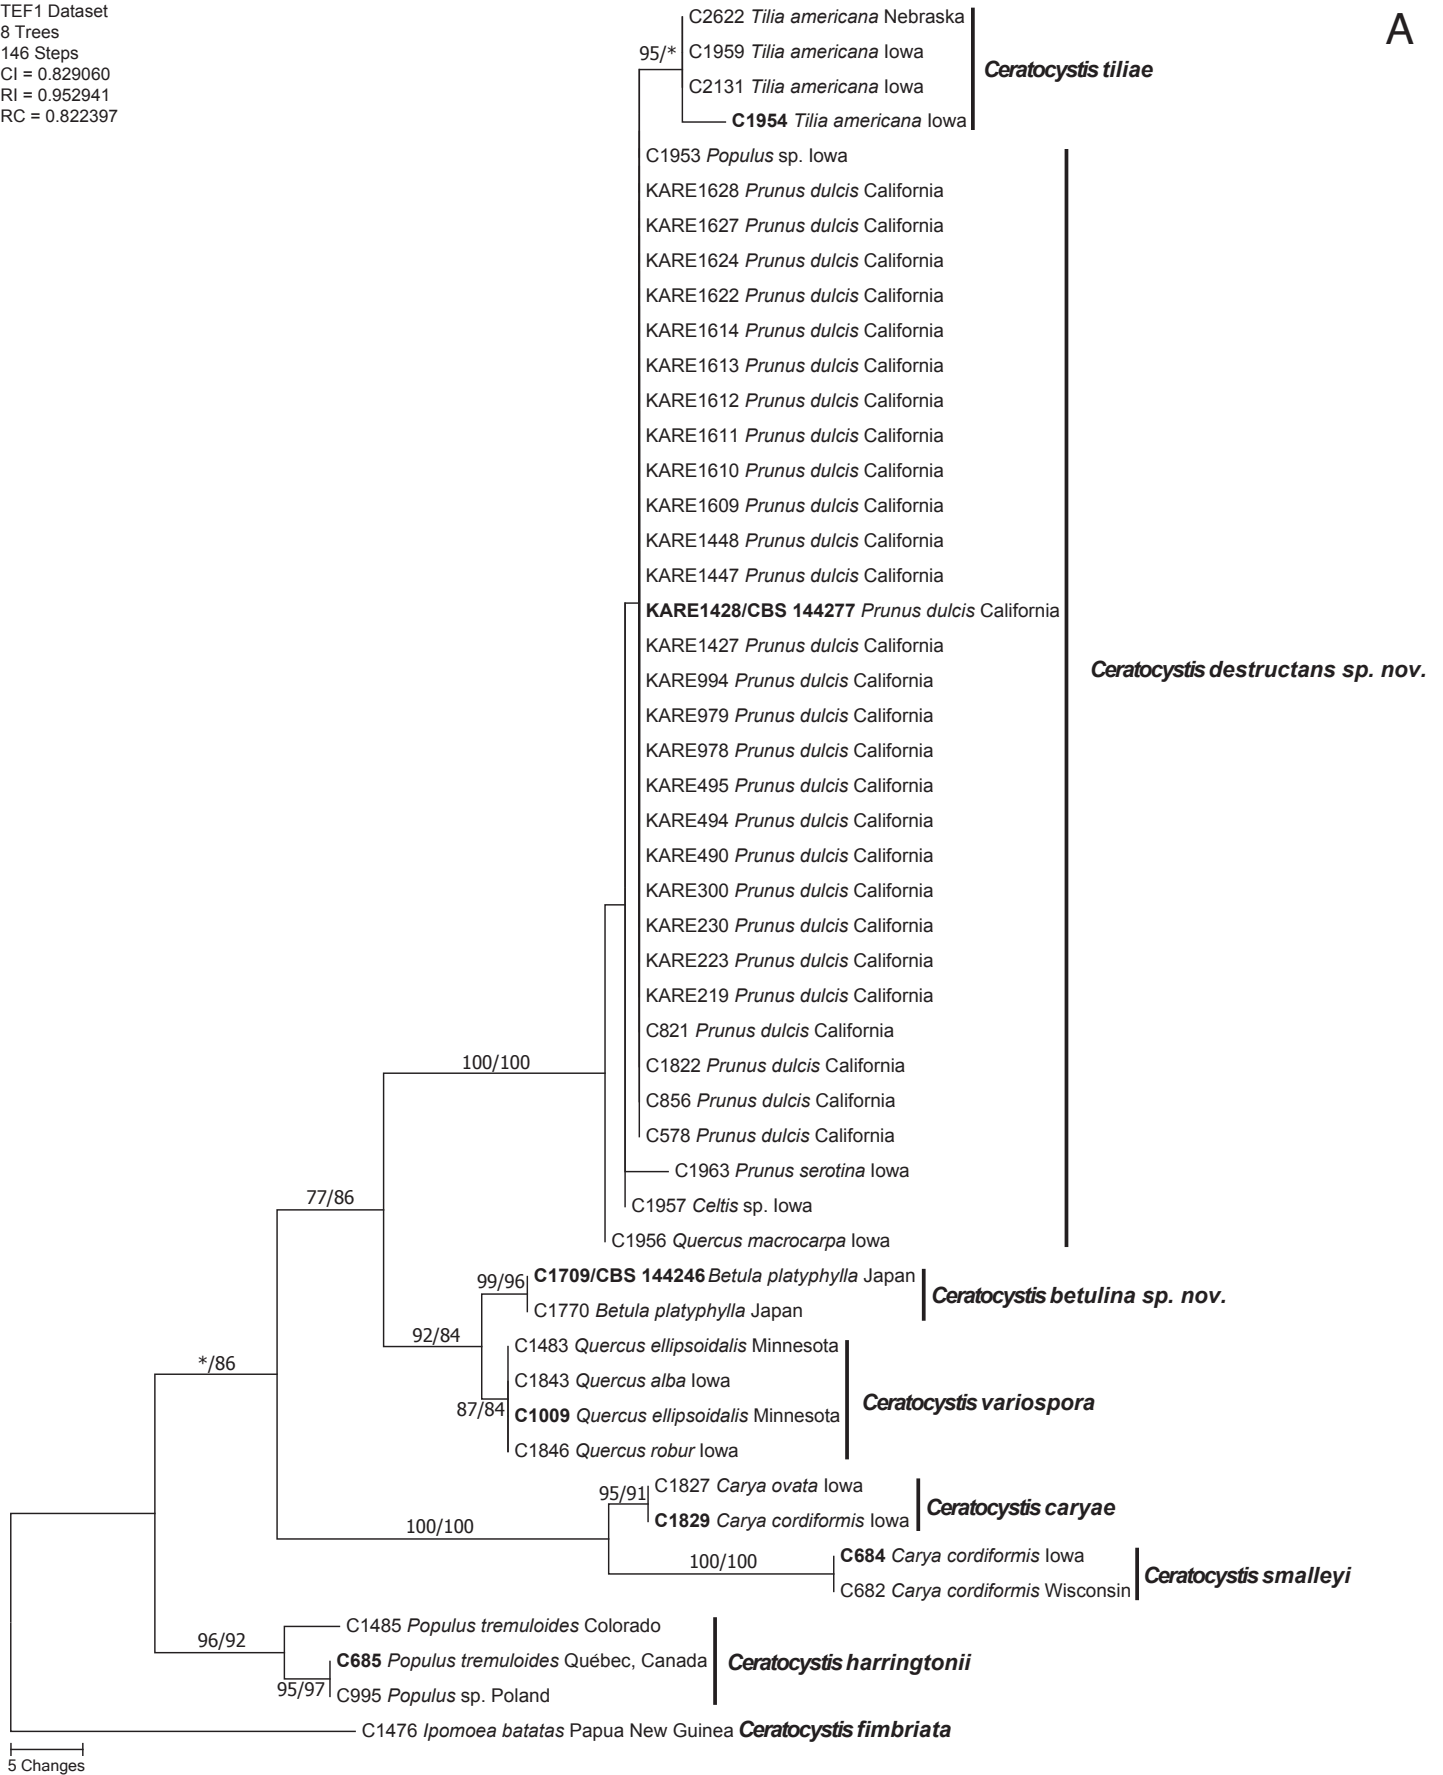 TEF1 Dataset
8 Trees
146 Steps
CI = 0.829060
RI = 0.952941
RC = 0.822397
A
C2622 Tilia americana Nebraska
95/*
C1959 Tilia americana Iowa
Ceratocystis tiliae
C2131 Tilia americana Iowa
C1954 Tilia americana Iowa
C1953 Populus sp. Iowa
KARE1628 Prunus dulcis California
KARE1627 Prunus dulcis California
KARE1624 Prunus dulcis California
KARE1622 Prunus dulcis California
KARE1614 Prunus dulcis California
KARE1613 Prunus dulcis California
KARE1612 Prunus dulcis California
KARE1611 Prunus dulcis California
KARE1610 Prunus dulcis California
KARE1609 Prunus dulcis California
KARE1448 Prunus dulcis California
KARE1447 Prunus dulcis California
KARE1428/CBS 144277 Prunus dulcis California
KARE1427 Prunus dulcis California
Ceratocystis destructans sp. nov.
KARE994 Prunus dulcis California
KARE979 Prunus dulcis California
KARE978 Prunus dulcis California
KARE495 Prunus dulcis California
KARE494 Prunus dulcis California
KARE490 Prunus dulcis California
KARE300 Prunus dulcis California
KARE230 Prunus dulcis California
KARE223 Prunus dulcis California
KARE219 Prunus dulcis California
C821 Prunus dulcis California
100/100
C1822 Prunus dulcis California
C856 Prunus dulcis California
C578 Prunus dulcis California
C1963 Prunus serotina Iowa
77/86
C1957 Celtis sp. Iowa
C1956 Quercus macrocarpa Iowa
99/96
C1709/CBS 144246 Betula platyphylla Japan
Ceratocystis betulina sp. nov.
C1770 Betula platyphylla Japan
92/84
C1483 Quercus ellipsoidalis Minnesota
*/86
C1843 Quercus alba Iowa
Ceratocystis variospora
87/84
C1009 Quercus ellipsoidalis Minnesota
C1846 Quercus robur Iowa
95/91
C1827 Carya ovata Iowa
Ceratocystis caryae
100/100
C1829 Carya cordiformis Iowa
100/100
C684 Carya cordiformis Iowa
Ceratocystis smalleyi
C682 Carya cordiformis Wisconsin
C1485 Populus tremuloides Colorado
96/92
C685 Populus tremuloides Québec, Canada
Ceratocystis harringtonii
95/97
C995 Populus sp. Poland
C1476 Ipomoea batatas Papua New Guinea Ceratocystis fimbriata
5 Changes